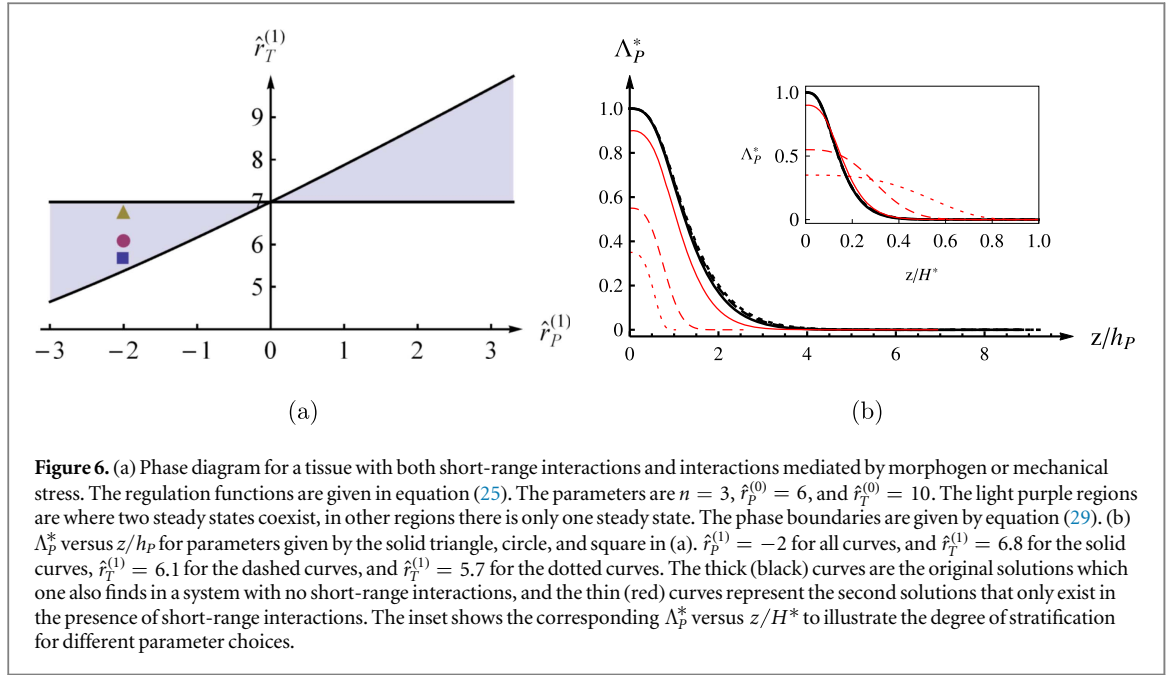 r̂_T^(1)
9
8
7
6
5
−3 −2 −1 0 1 2 3
r̂_P^(1)
(a)
Λ_P^*
1.0
0.8
0.6
0.4
0.2
0
0 2 4 6 8
z/h_P
1.0
Λ_P^* 0.5
0
0 0.2 0.4 0.6 0.8 1.0
z/H*
(b)
Figure 6. (a) Phase diagram for a tissue with both short-range interactions and interactions mediated by morphogen or mechanical
stress. The regulation functions are given in equation (25). The parameters are n = 3, r̂_P^(0) = 6, and r̂_T^(0) = 10. The light purple regions
are where two steady states coexist, in other regions there is only one steady state. The phase boundaries are given by equation (29). (b)
Λ_P^* versus z/h_P for parameters given by the solid triangle, circle, and square in (a). r̂_P^(1) = −2 for all curves, and r̂_T^(1) = 6.8 for the solid
curves, r̂_T^(1) = 6.1 for the dashed curves, and r̂_T^(1) = 5.7 for the dotted curves. The thick (black) curves are the original solutions which
one also finds in a system with no short-range interactions, and the thin (red) curves represent the second solutions that only exist in
the presence of short-range interactions. The inset shows the corresponding Λ_P^* versus z/H* to illustrate the degree of stratification
for different parameter choices.